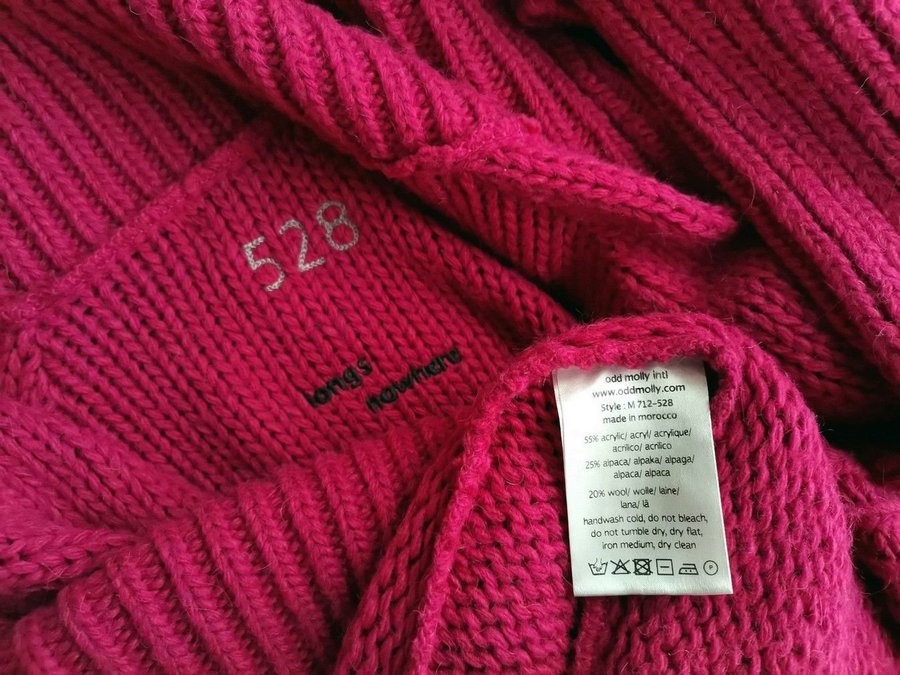 528
longs
nowhere
odd molly intl
www.oddmolly.com
Style : M 712-528
made in morocco
55% acrylic/ acryl/ acrylique/
acrilico/ acrilico
25% alpaca/ alpaka/ alpaga/
alpaca/ alpaca
20% wool/ wolle/ laine/
lana/ lã
handwash cold, do not bleach,
do not tumble dry, dry flat,
iron medium, dry clean
P